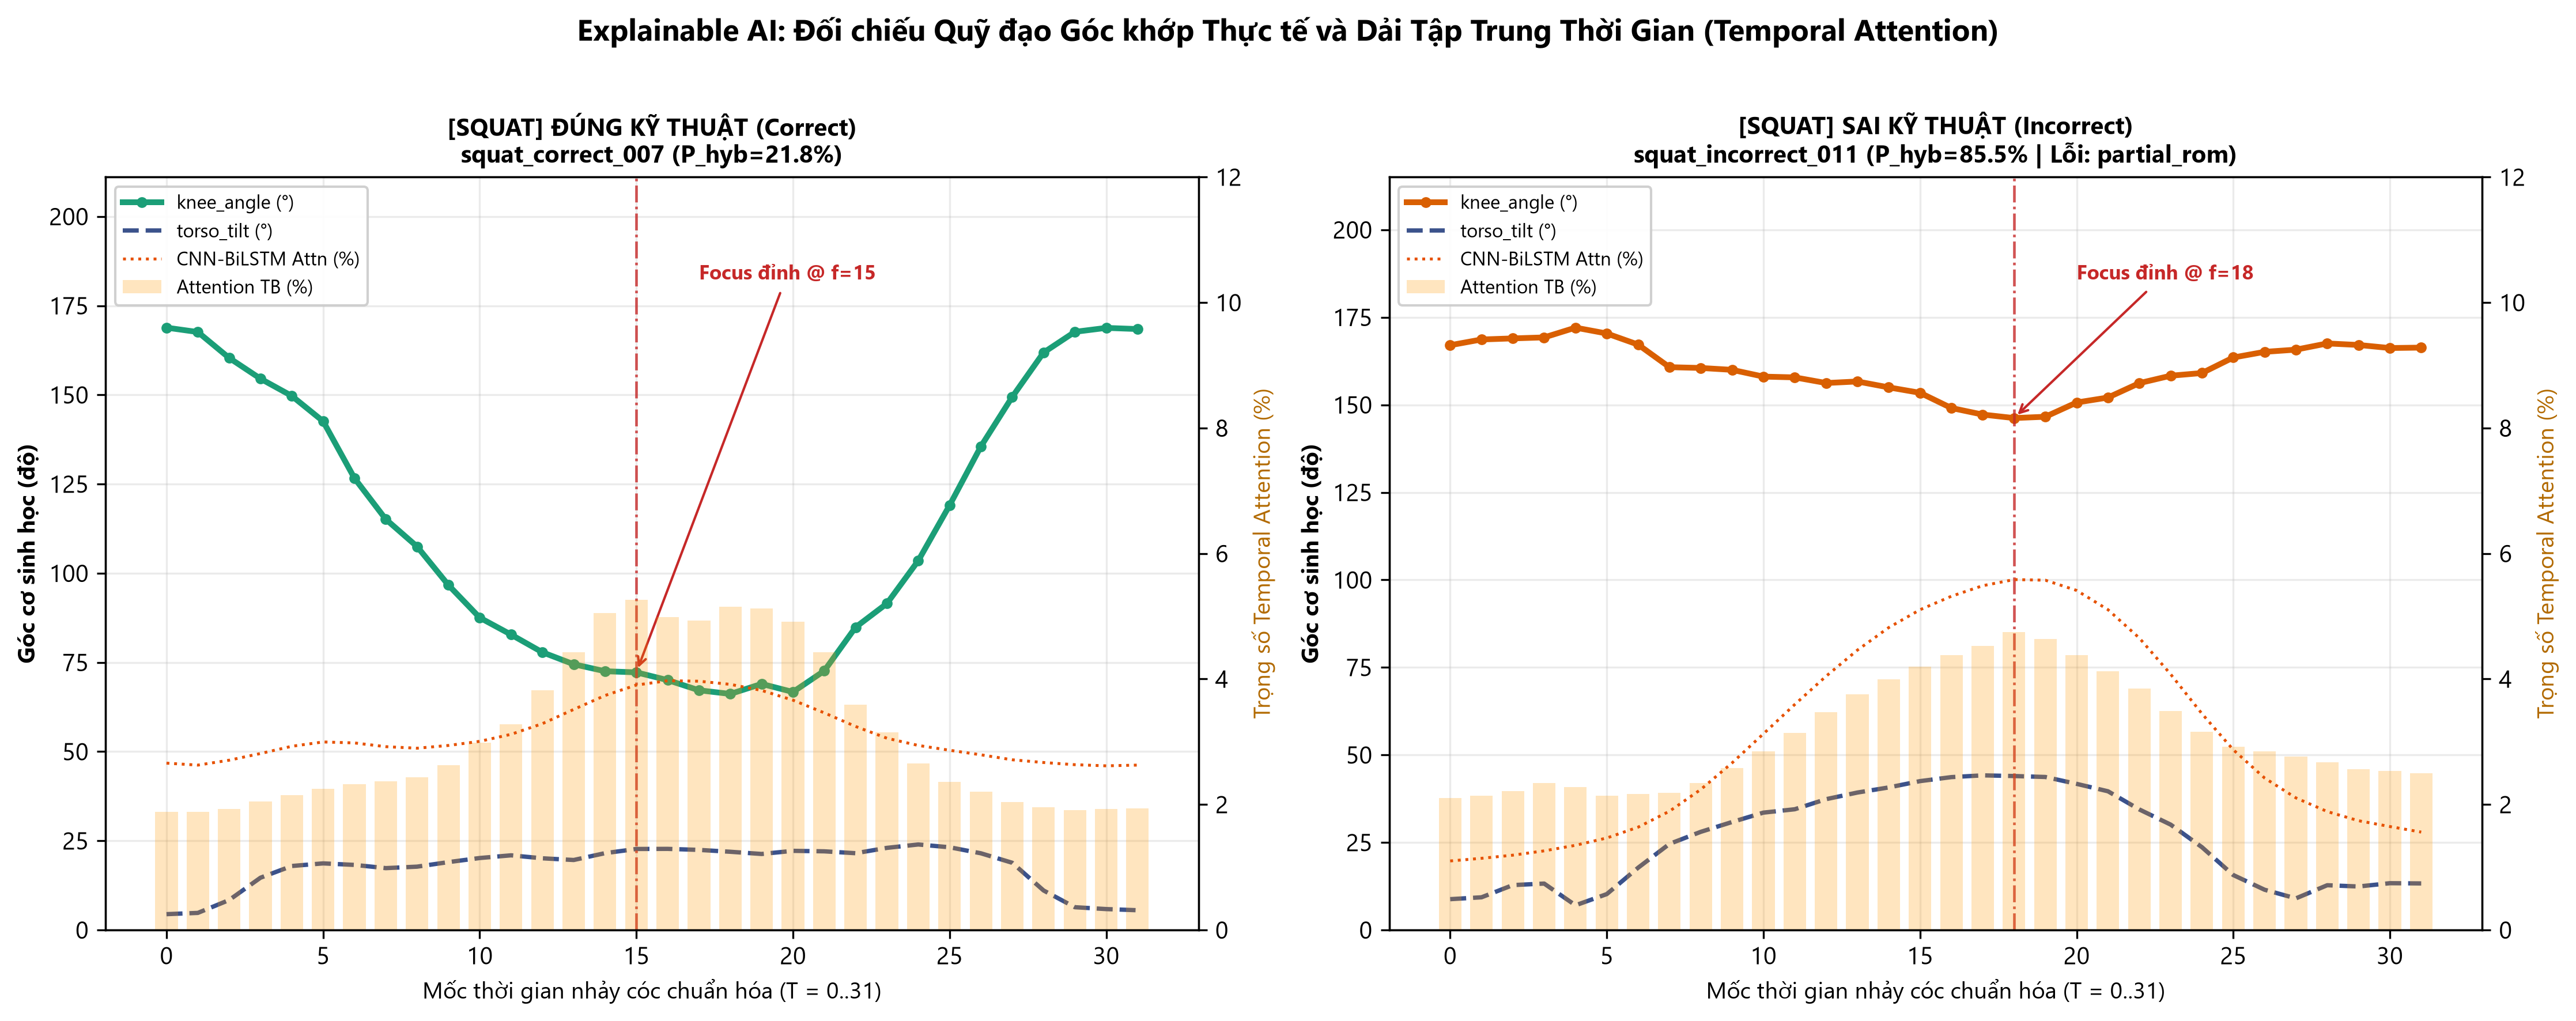 Explainable AI: Đối chiếu Quỹ đạo Góc khớp Thực tế và Dải Tập Trung Thời Gian (Temporal Attention)
[SQUAT] ĐÚNG KỸ THUẬT (Correct)
squat_correct_007 (P_hyb=21.8%)
knee_angle (°)
torso_tilt (°)
CNN-BiLSTM Attn (%)
Attention TB (%)
Focus đỉnh @ f=15
Góc cơ sinh học (độ)
200
175
150
125
100
75
50
25
0
12
10
8
6
4
2
0
Trọng số Temporal Attention (%)
0 5 10 15 20 25 30
Mốc thời gian nhảy cóc chuẩn hóa (T = 0..31)
[SQUAT] SAI KỸ THUẬT (Incorrect)
squat_incorrect_011 (P_hyb=85.5% | Lỗi: partial_rom)
knee_angle (°)
torso_tilt (°)
CNN-BiLSTM Attn (%)
Attention TB (%)
Focus đỉnh @ f=18
Góc cơ sinh học (độ)
200
175
150
125
100
75
50
25
0
12
10
8
6
4
2
0
Trọng số Temporal Attention (%)
0 5 10 15 20 25 30
Mốc thời gian nhảy cóc chuẩn hóa (T = 0..31)